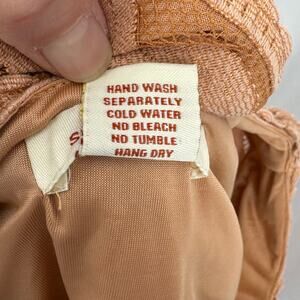 HAND WASH
SEPARATELY
COLD WATER
NO BLEACH
NO TUMBLE
HANG DRY